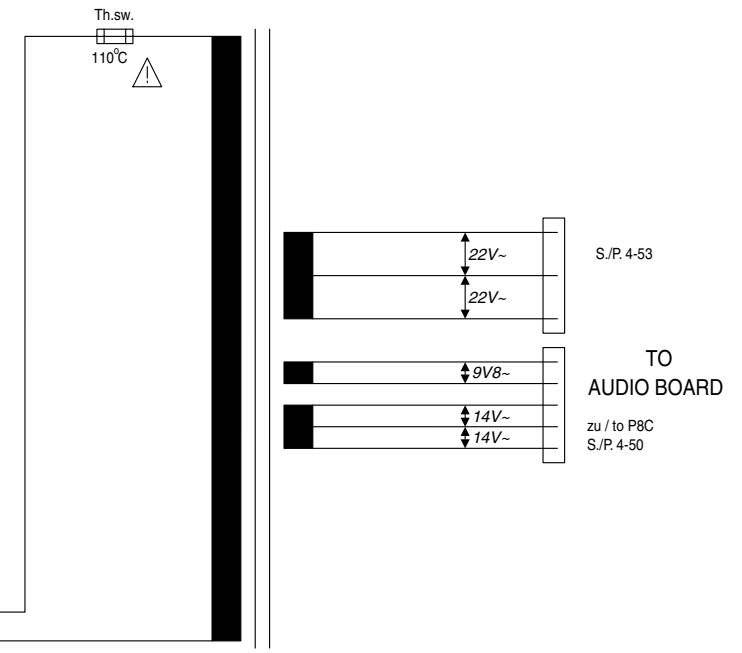 Th.sw.
110°C
22V~
S./P. 4-53
22V~
9V8~
TO
AUDIO BOARD
14V~
14V~
zu / to P8C
S./P. 4-50